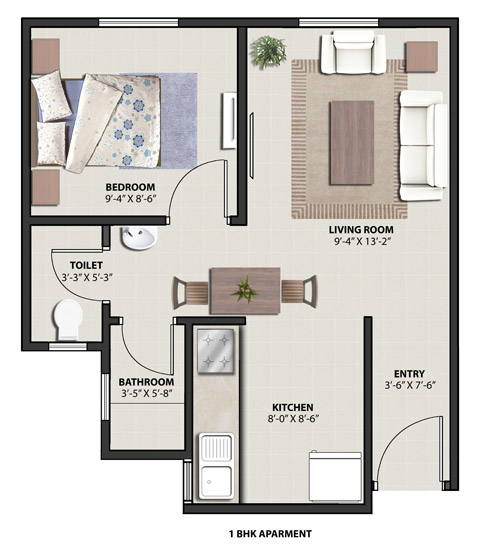 BEDROOM
9'-4" X 8'-6"
LIVING ROOM
9'-4" X 13'-2"
TOILET
3'-3" X 5'-3"
BATHROOM
3'-5" X 5'-8"
ENTRY
3'-6" X 7'-6"
KITCHEN
8'-0" X 8'-6"
1 BHK APARMENT